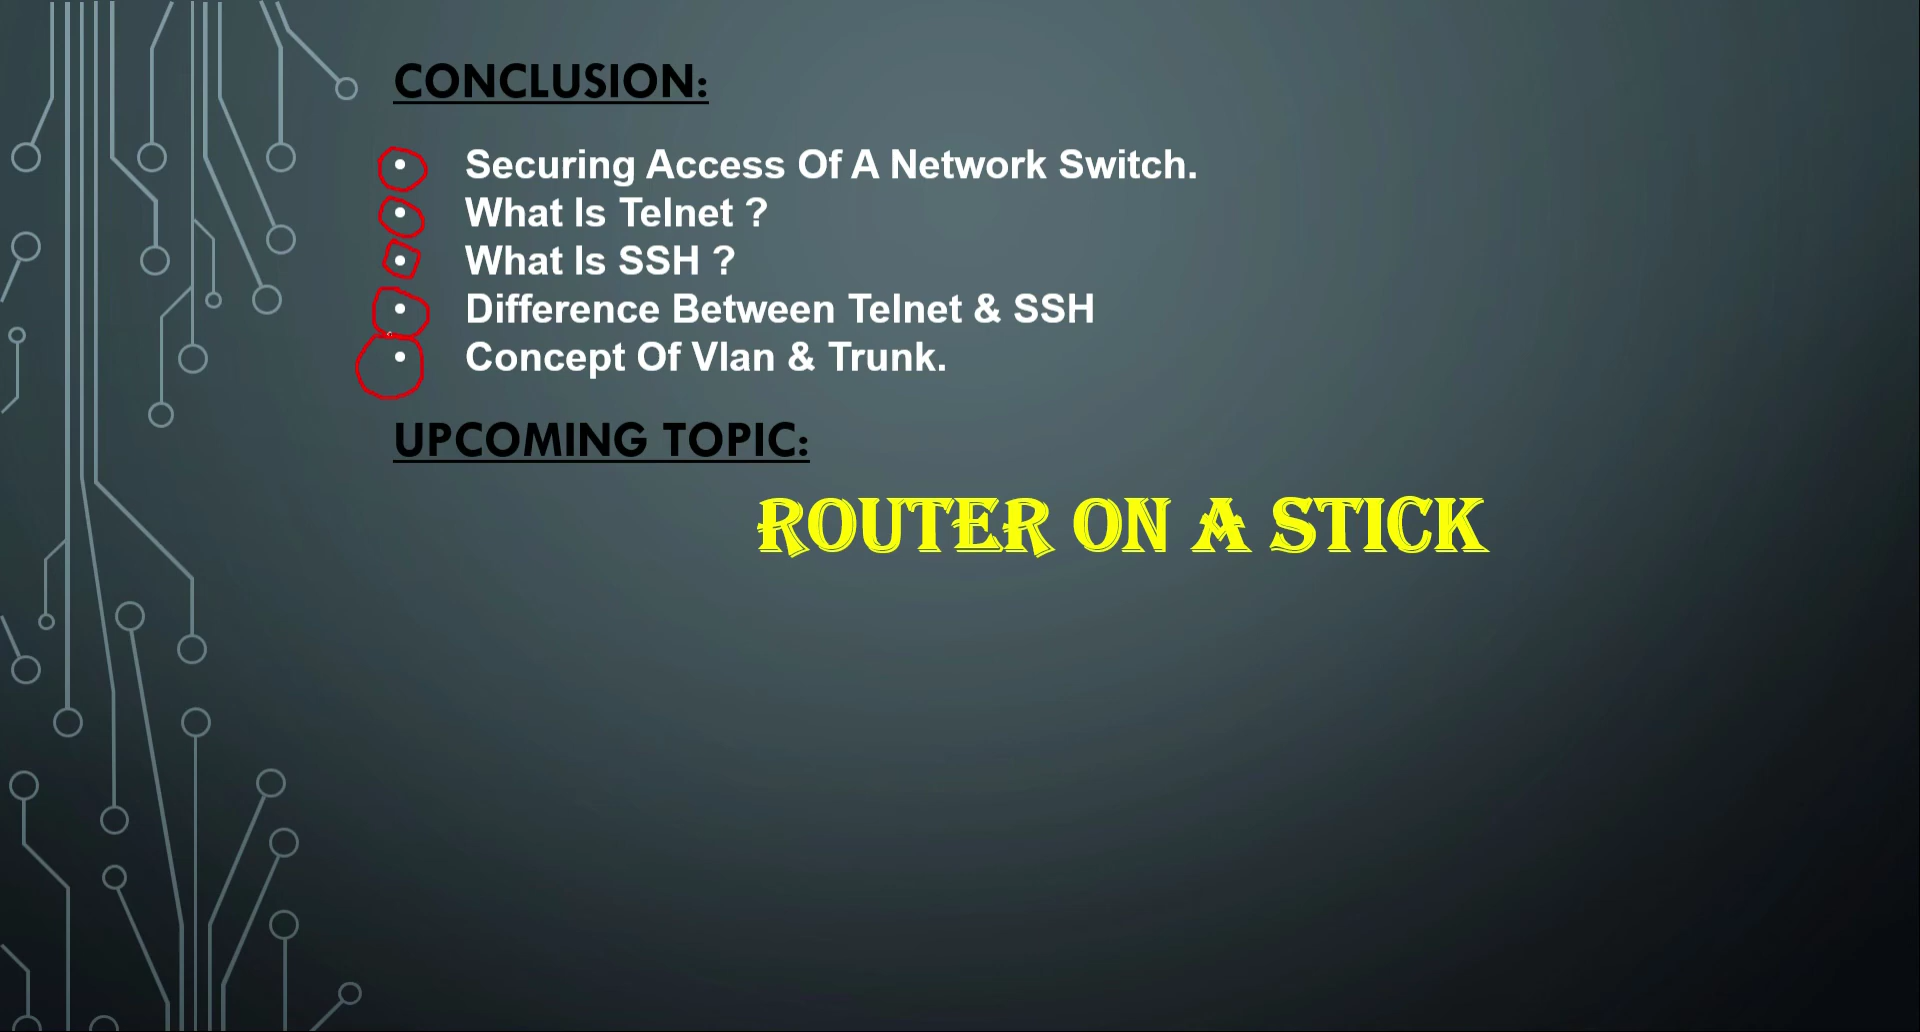 CONCLUSION:
• Securing Access Of A Network Switch.
• What Is Telnet ?
• What Is SSH ?
• Difference Between Telnet & SSH
• Concept Of Vlan & Trunk.
UPCOMING TOPIC:
ROUTER ON A STICK